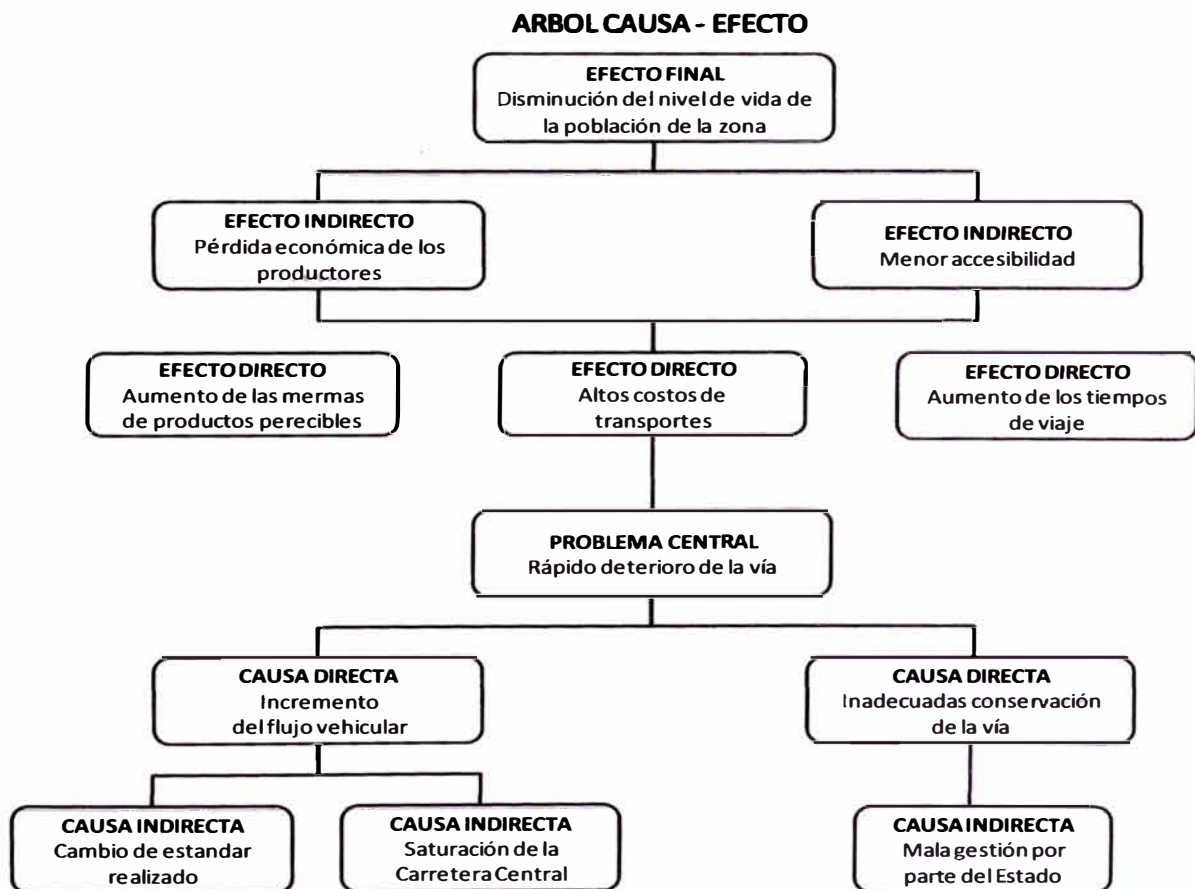 ARBOL CAUSA - EFECTO
EFECTO FINAL
Disminución del nivel de vida de
la población de la zona
EFECTO INDIRECTO
Pérdida económica de los
productores
EFECTO INDIRECTO
Menor accesibilidad
EFECTO DIRECTO
Aumento de las mermas
de productos perecibles
EFECTO DIRECTO
Altos costos de
transportes
EFECTO DIRECTO
Aumento de los tiempos
de viaje
PROBLEMA CENTRAL
Rápido deterioro de la vía
CAUSA DIRECTA
Incremento
del flujo vehicular
CAUSA DIRECTA
Inadecuadas conservación
de la vía
CAUSA INDIRECTA
Cambio de estandar
realizado
CAUSA INDIRECTA
Saturación de la
Carretera Central
CAUSA INDIRECTA
Mala gestión por
parte del Estado